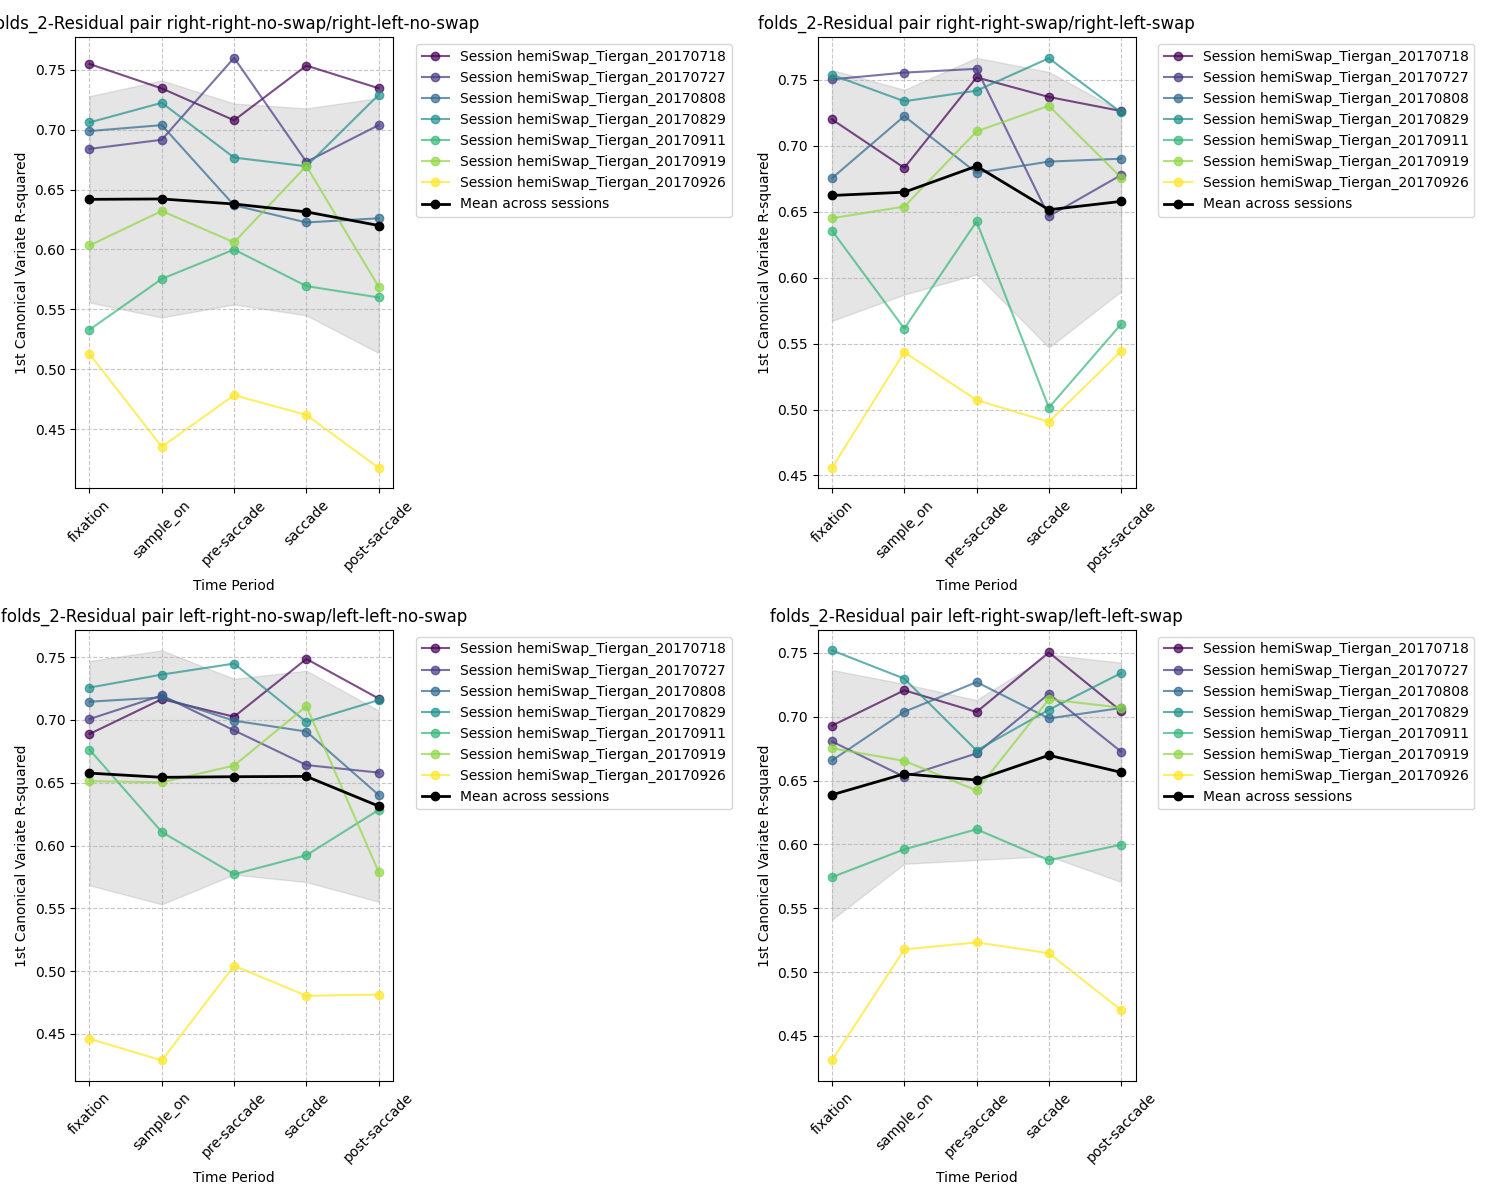 olds_2-Residual pair right-right-no-swap/right-left-no-swap
1st Canonical Variate R-squared
0.75
0.70
0.65
0.60
0.55
0.50
0.45
fixation
sample_on
pre-saccade
saccade
post-saccade
Time Period
Session hemiSwap_Tiergan_20170718
Session hemiSwap_Tiergan_20170727
Session hemiSwap_Tiergan_20170808
Session hemiSwap_Tiergan_20170829
Session hemiSwap_Tiergan_20170911
Session hemiSwap_Tiergan_20170919
Session hemiSwap_Tiergan_20170926
Mean across sessions
folds_2-Residual pair right-right-swap/right-left-swap
1st Canonical Variate R-squared
0.75
0.70
0.65
0.60
0.55
0.50
0.45
fixation
sample_on
pre-saccade
saccade
post-saccade
Time Period
Session hemiSwap_Tiergan_20170718
Session hemiSwap_Tiergan_20170727
Session hemiSwap_Tiergan_20170808
Session hemiSwap_Tiergan_20170829
Session hemiSwap_Tiergan_20170911
Session hemiSwap_Tiergan_20170919
Session hemiSwap_Tiergan_20170926
Mean across sessions
folds_2-Residual pair left-right-no-swap/left-left-no-swap
1st Canonical Variate R-squared
0.75
0.70
0.65
0.60
0.55
0.50
0.45
fixation
sample_on
pre-saccade
saccade
post-saccade
Time Period
Session hemiSwap_Tiergan_20170718
Session hemiSwap_Tiergan_20170727
Session hemiSwap_Tiergan_20170808
Session hemiSwap_Tiergan_20170829
Session hemiSwap_Tiergan_20170911
Session hemiSwap_Tiergan_20170919
Session hemiSwap_Tiergan_20170926
Mean across sessions
folds_2-Residual pair left-right-swap/left-left-swap
1st Canonical Variate R-squared
0.75
0.70
0.65
0.60
0.55
0.50
0.45
fixation
sample_on
pre-saccade
saccade
post-saccade
Time Period
Session hemiSwap_Tiergan_20170718
Session hemiSwap_Tiergan_20170727
Session hemiSwap_Tiergan_20170808
Session hemiSwap_Tiergan_20170829
Session hemiSwap_Tiergan_20170911
Session hemiSwap_Tiergan_20170919
Session hemiSwap_Tiergan_20170926
Mean across sessions